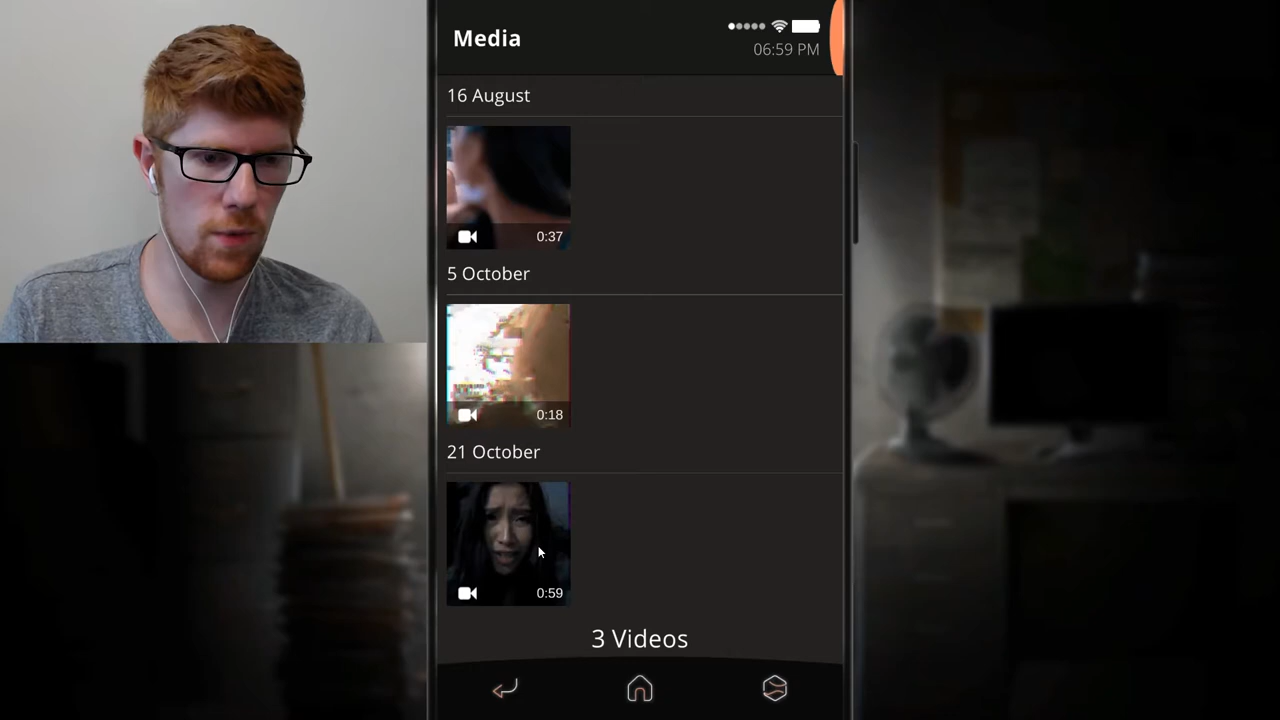 Media
06:59 PM
16 August
0:37
5 October
0:18
21 October
0:59
3 Videos